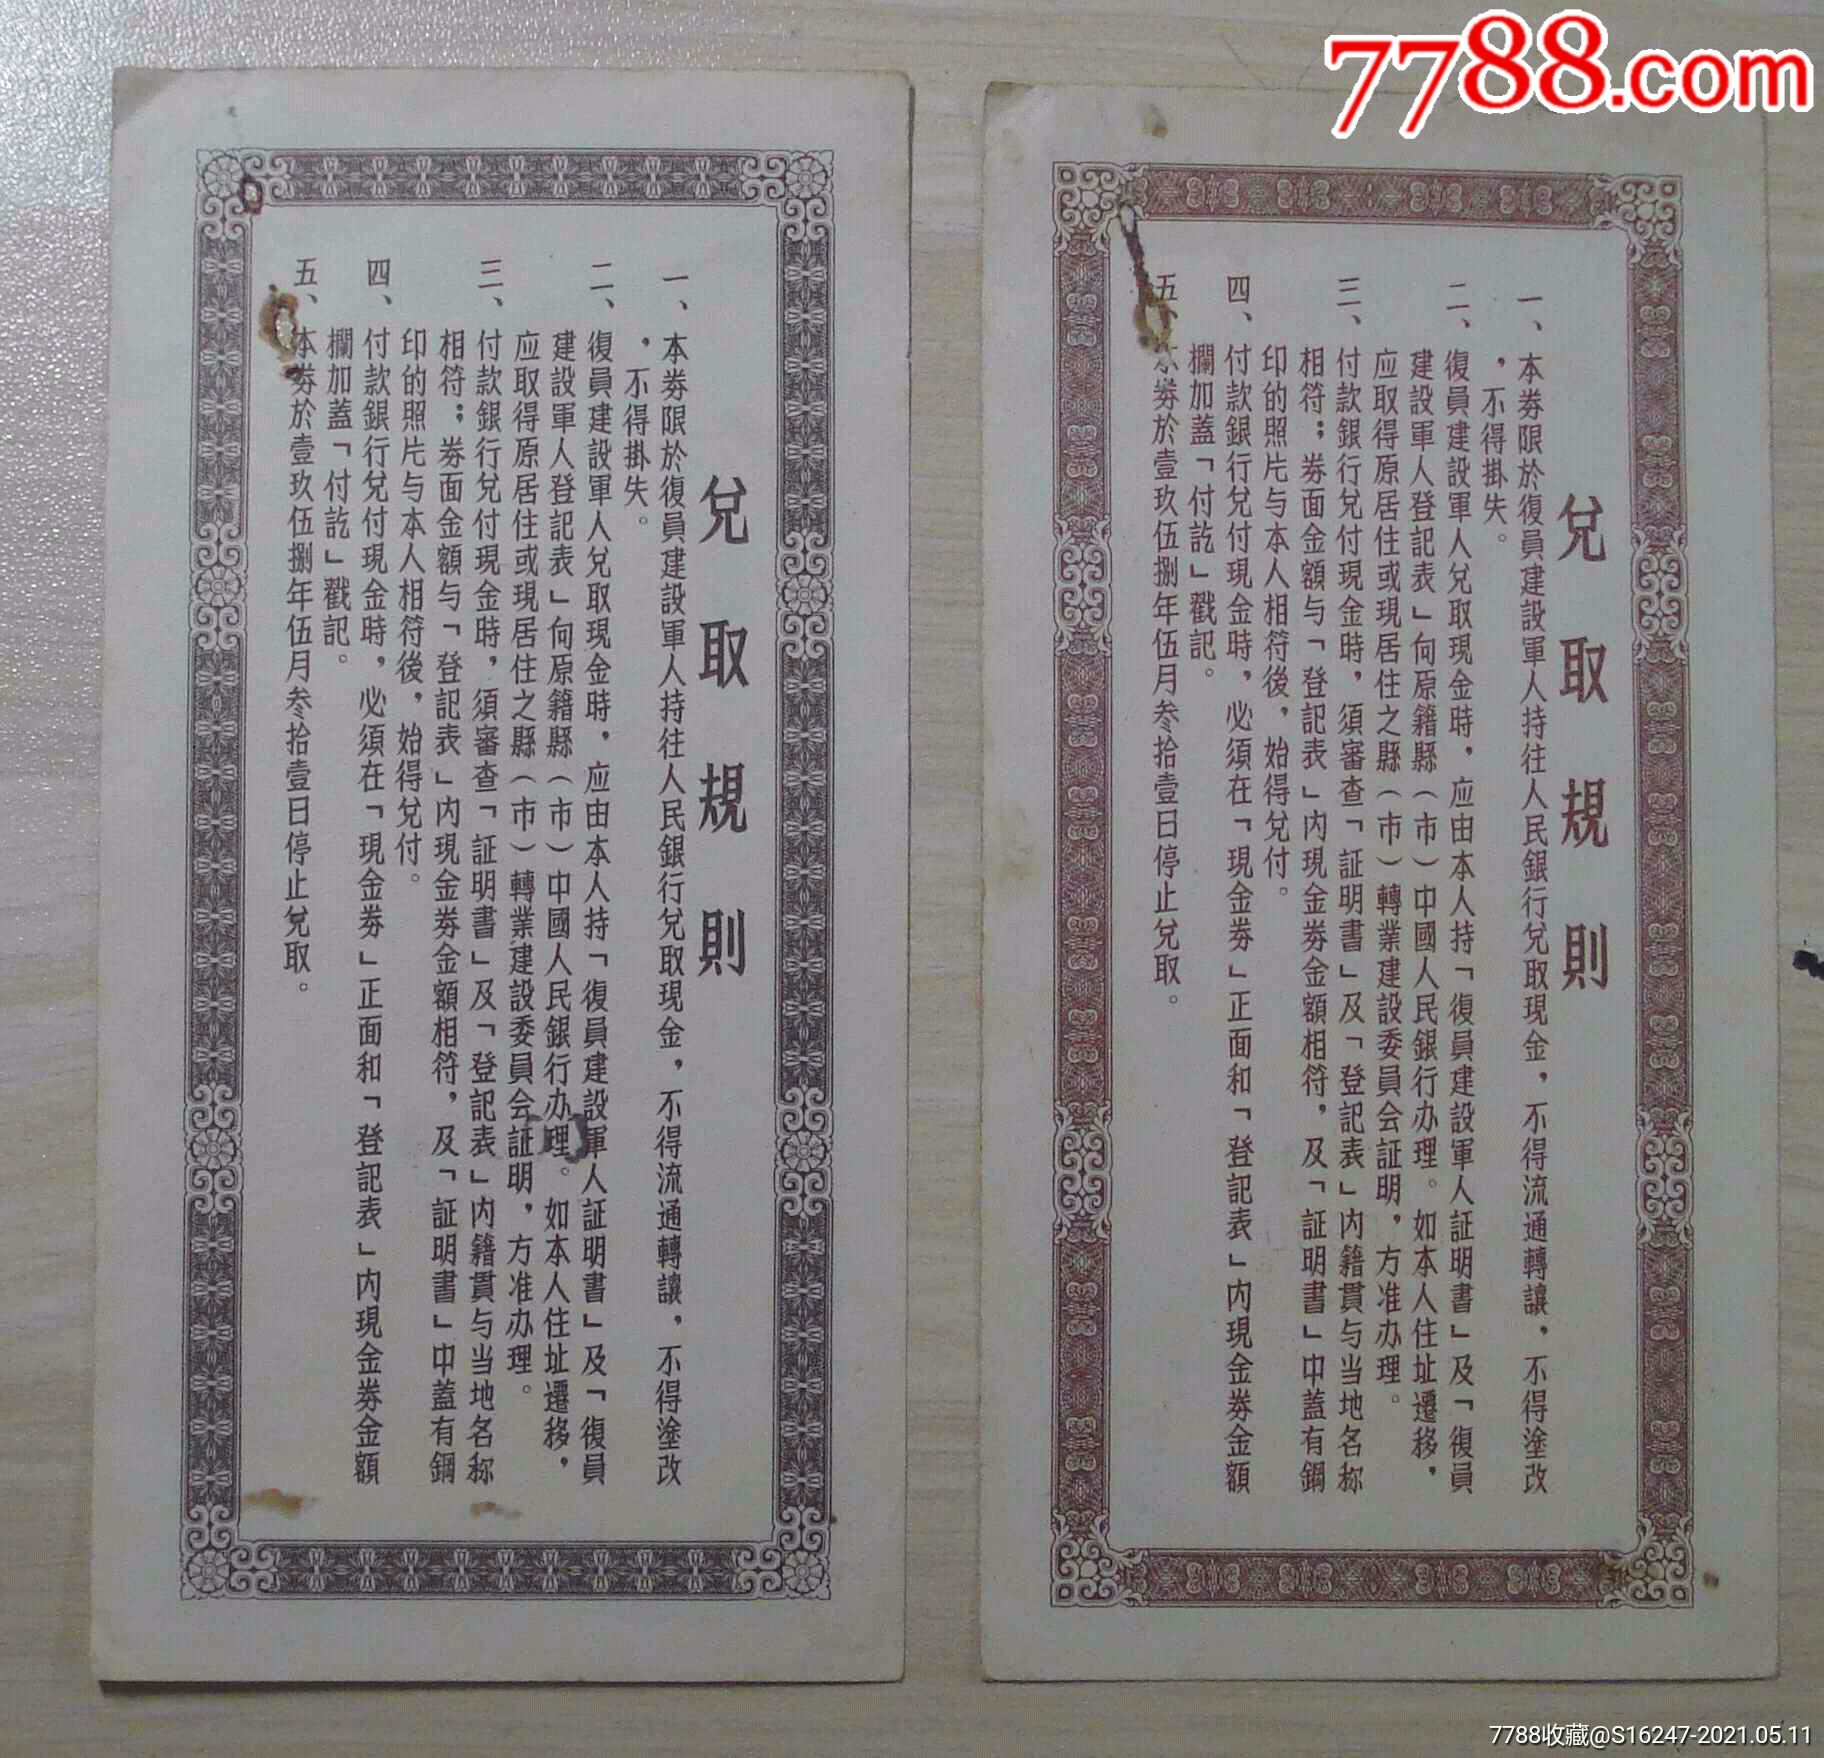 7788.com
兌取規則
一、本券限於復員建設軍人持往人民銀行兌取現金，不得流通轉讓，不得塗改
，不得掛失。
二、復員建設軍人兌取現金時，应由本人持「復員建設軍人証明書」及「復員
建設軍人登記表」向原籍縣（市）中國人民銀行办理。如本人住址遷移，
应取得原居住或現居住之縣（市）轉業建設委員会証明，方准办理。
三、付款銀行兌付現金時，須審查「証明書」及「登記表」内籍貫与当地名称
相符；券面金額与「登記表」内現金券金額相符，及「証明書」中蓋有鋼
印的照片与本人相符後，始得兌付。
四、付款銀行兌付現金時，必須在「現金券」正面和「登記表」内現金券金額
欄加蓋「付訖」戳記。
五、本券於壹玖伍捌年伍月叁拾壹日停止兌取。
兌取規則
一、本券限於復員建設軍人持往人民銀行兌取現金，不得流通轉讓，不得塗改
，不得掛失。
二、復員建設軍人兌取現金時，应由本人持「復員建設軍人証明書」及「復員
建設軍人登記表」向原籍縣（市）中國人民銀行办理。如本人住址遷移，
应取得原居住或現居住之縣（市）轉業建設委員会証明，方准办理。
三、付款銀行兌付現金時，須審查「証明書」及「登記表」内籍貫与当地名称
相符；券面金額与「登記表」内現金券金額相符，及「証明書」中蓋有鋼
印的照片与本人相符後，始得兌付。
四、付款銀行兌付現金時，必須在「現金券」正面和「登記表」内現金券金額
欄加蓋「付訖」戳記。
五、本券於壹玖伍捌年伍月叁拾壹日停止兌取。
7788收藏@S16247-2021.05.11